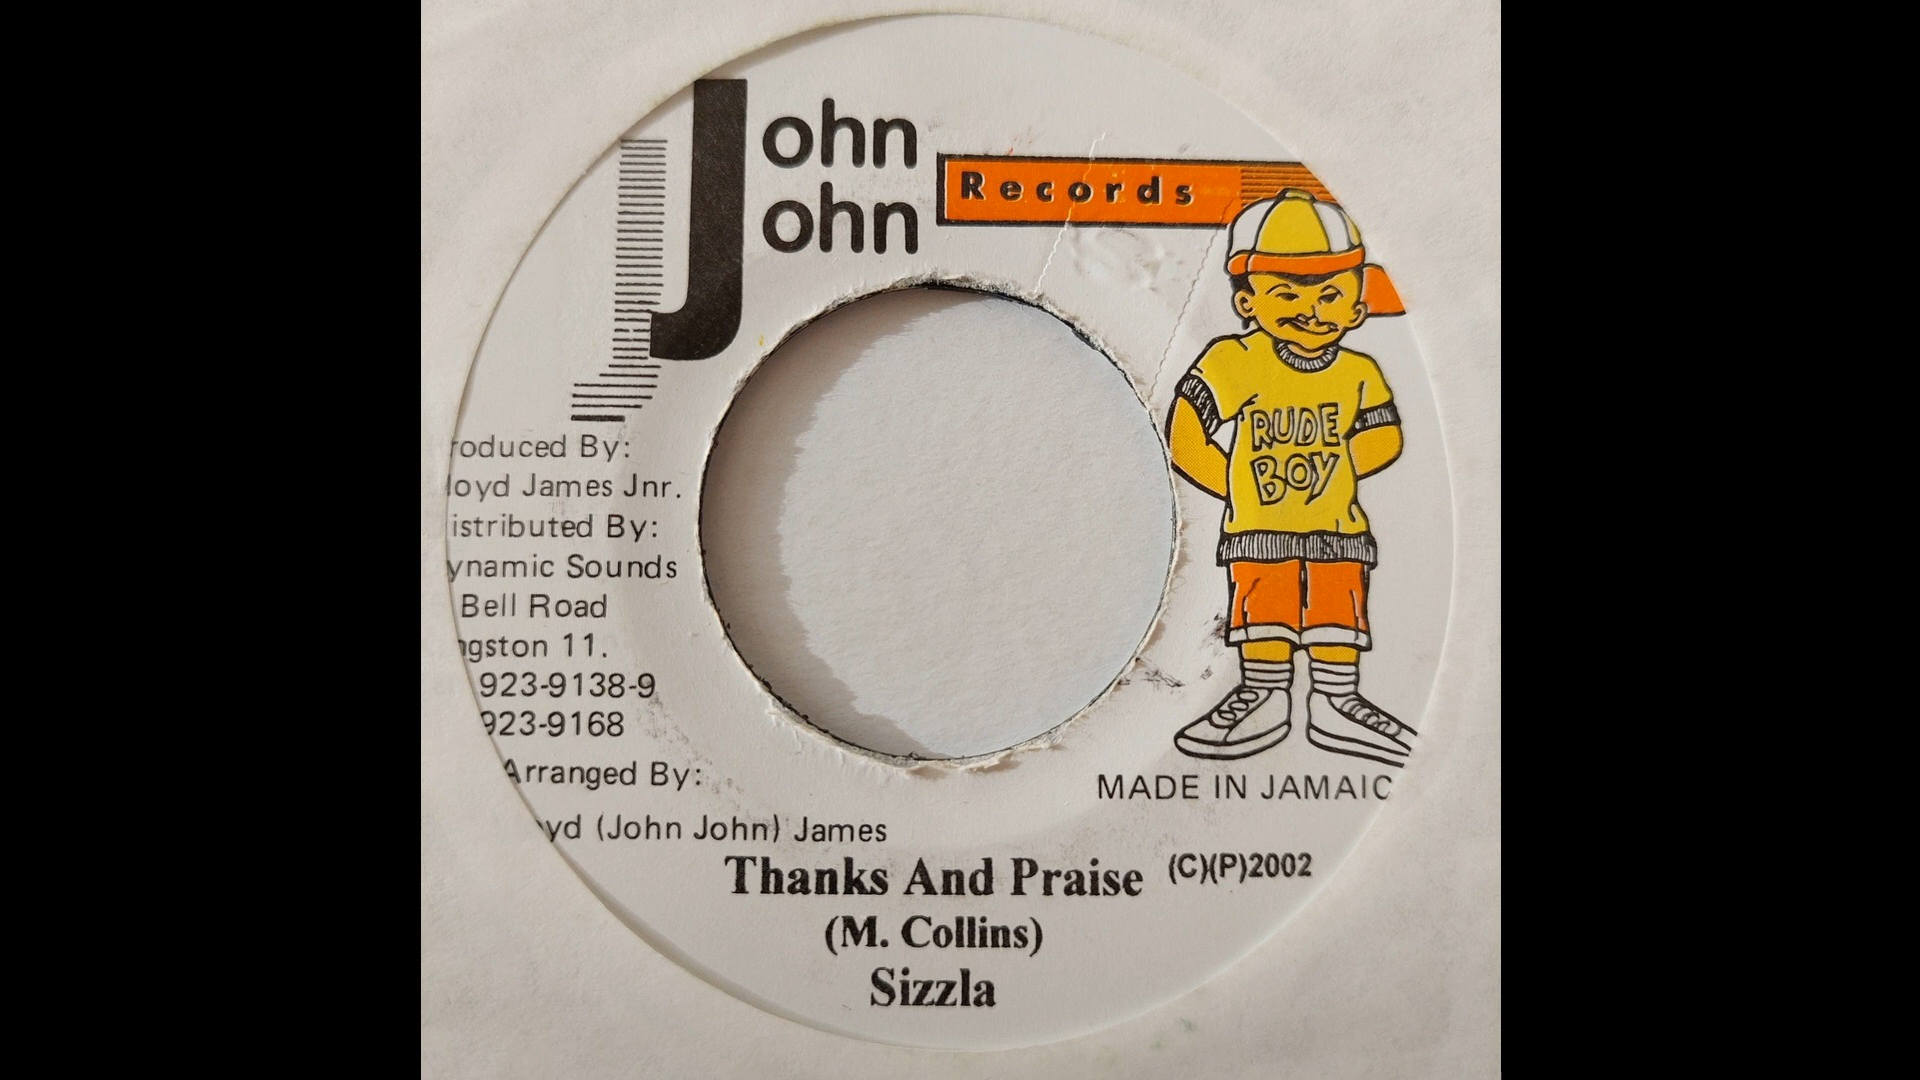 John
John
Records
RUDE
BOY
roduced By:
loyd James Jnr.
istributed By:
ynamic Sounds
Bell Road
ngston 11.
923-9138-9
923-9168
Arranged By:
yd (John John) James
MADE IN JAMAIC
Thanks And Praise (C)(P)2002
(M. Collins)
Sizzla